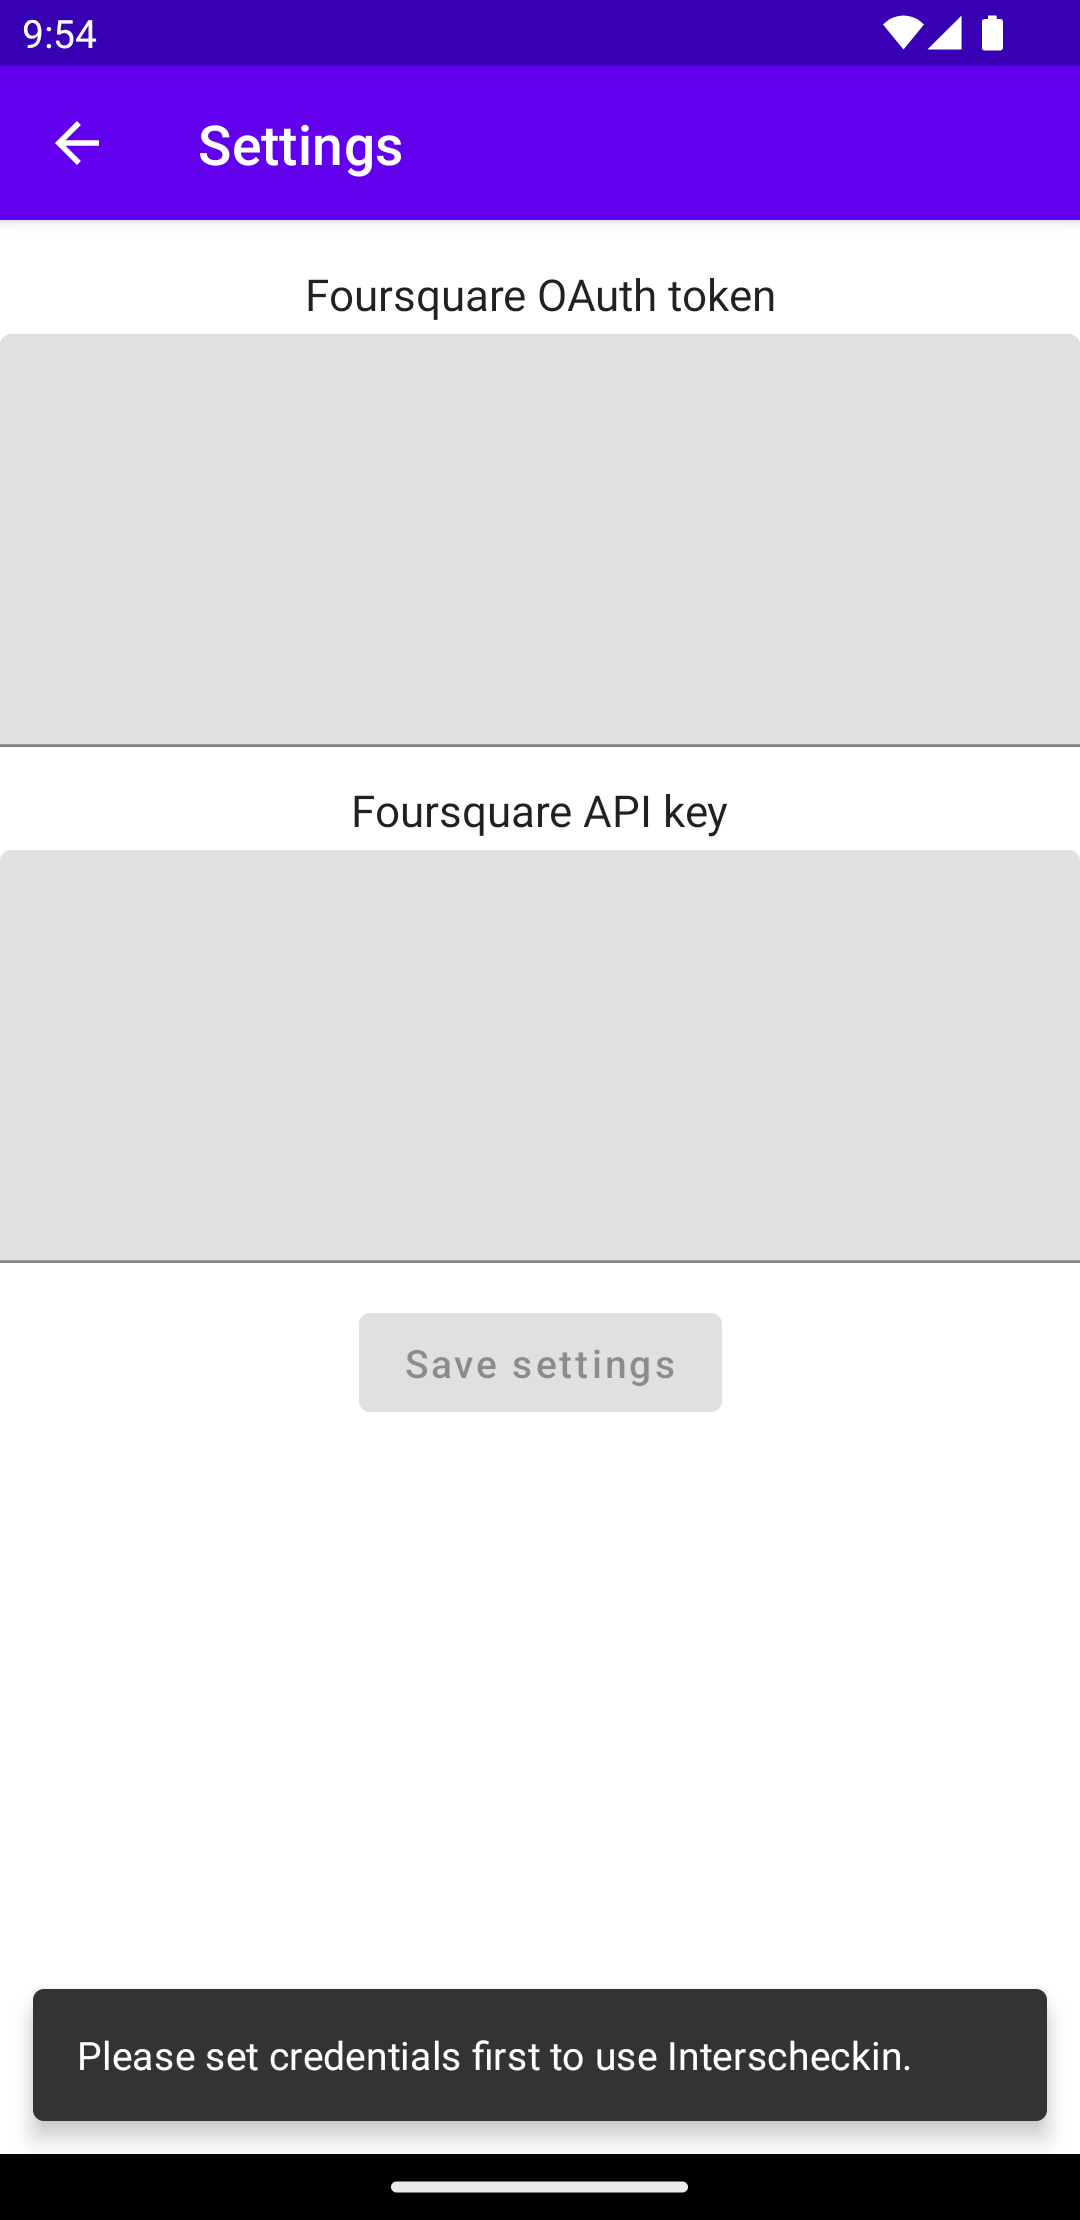 9:54
Settings
Foursquare OAuth token
Foursquare API key
Save settings
Please set credentials first to use Interscheckin.